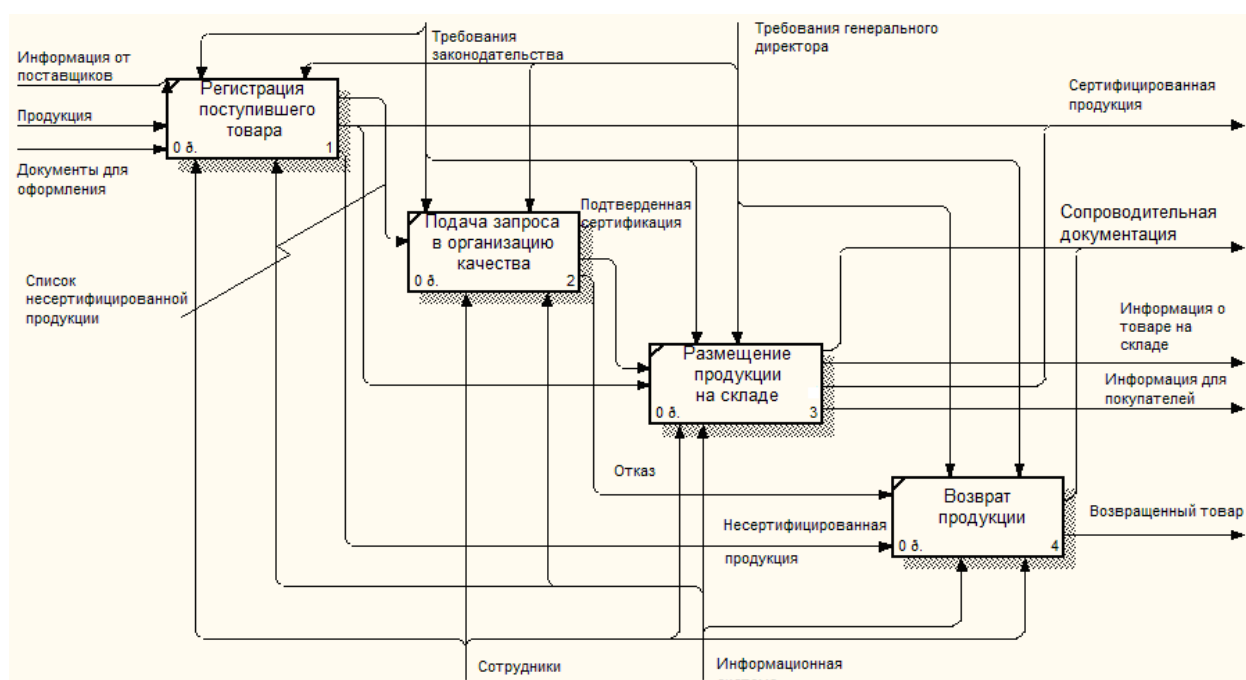 Требования
законодательства
Требования генерального
директора
Информация от
поставщиков
Регистрация
поступившего
товара
0 ð.
1
Продукция
Документы для
оформления
Сертифицированная
продукция
Подача запроса
в организацию
качества
0 ð.
2
Подтверденная
сертификация
Сопроводительная
документация
Список
несертифицированной
продукции
Размещение
продукции
на складе
0 ð.
3
Информация о
товаре на
складе
Информация для
покупателей
Отказ
Возврат
продукции
0 ð.
4
Несертифицированная
продукция
Возвращенный товар
Сотрудники
Информационная